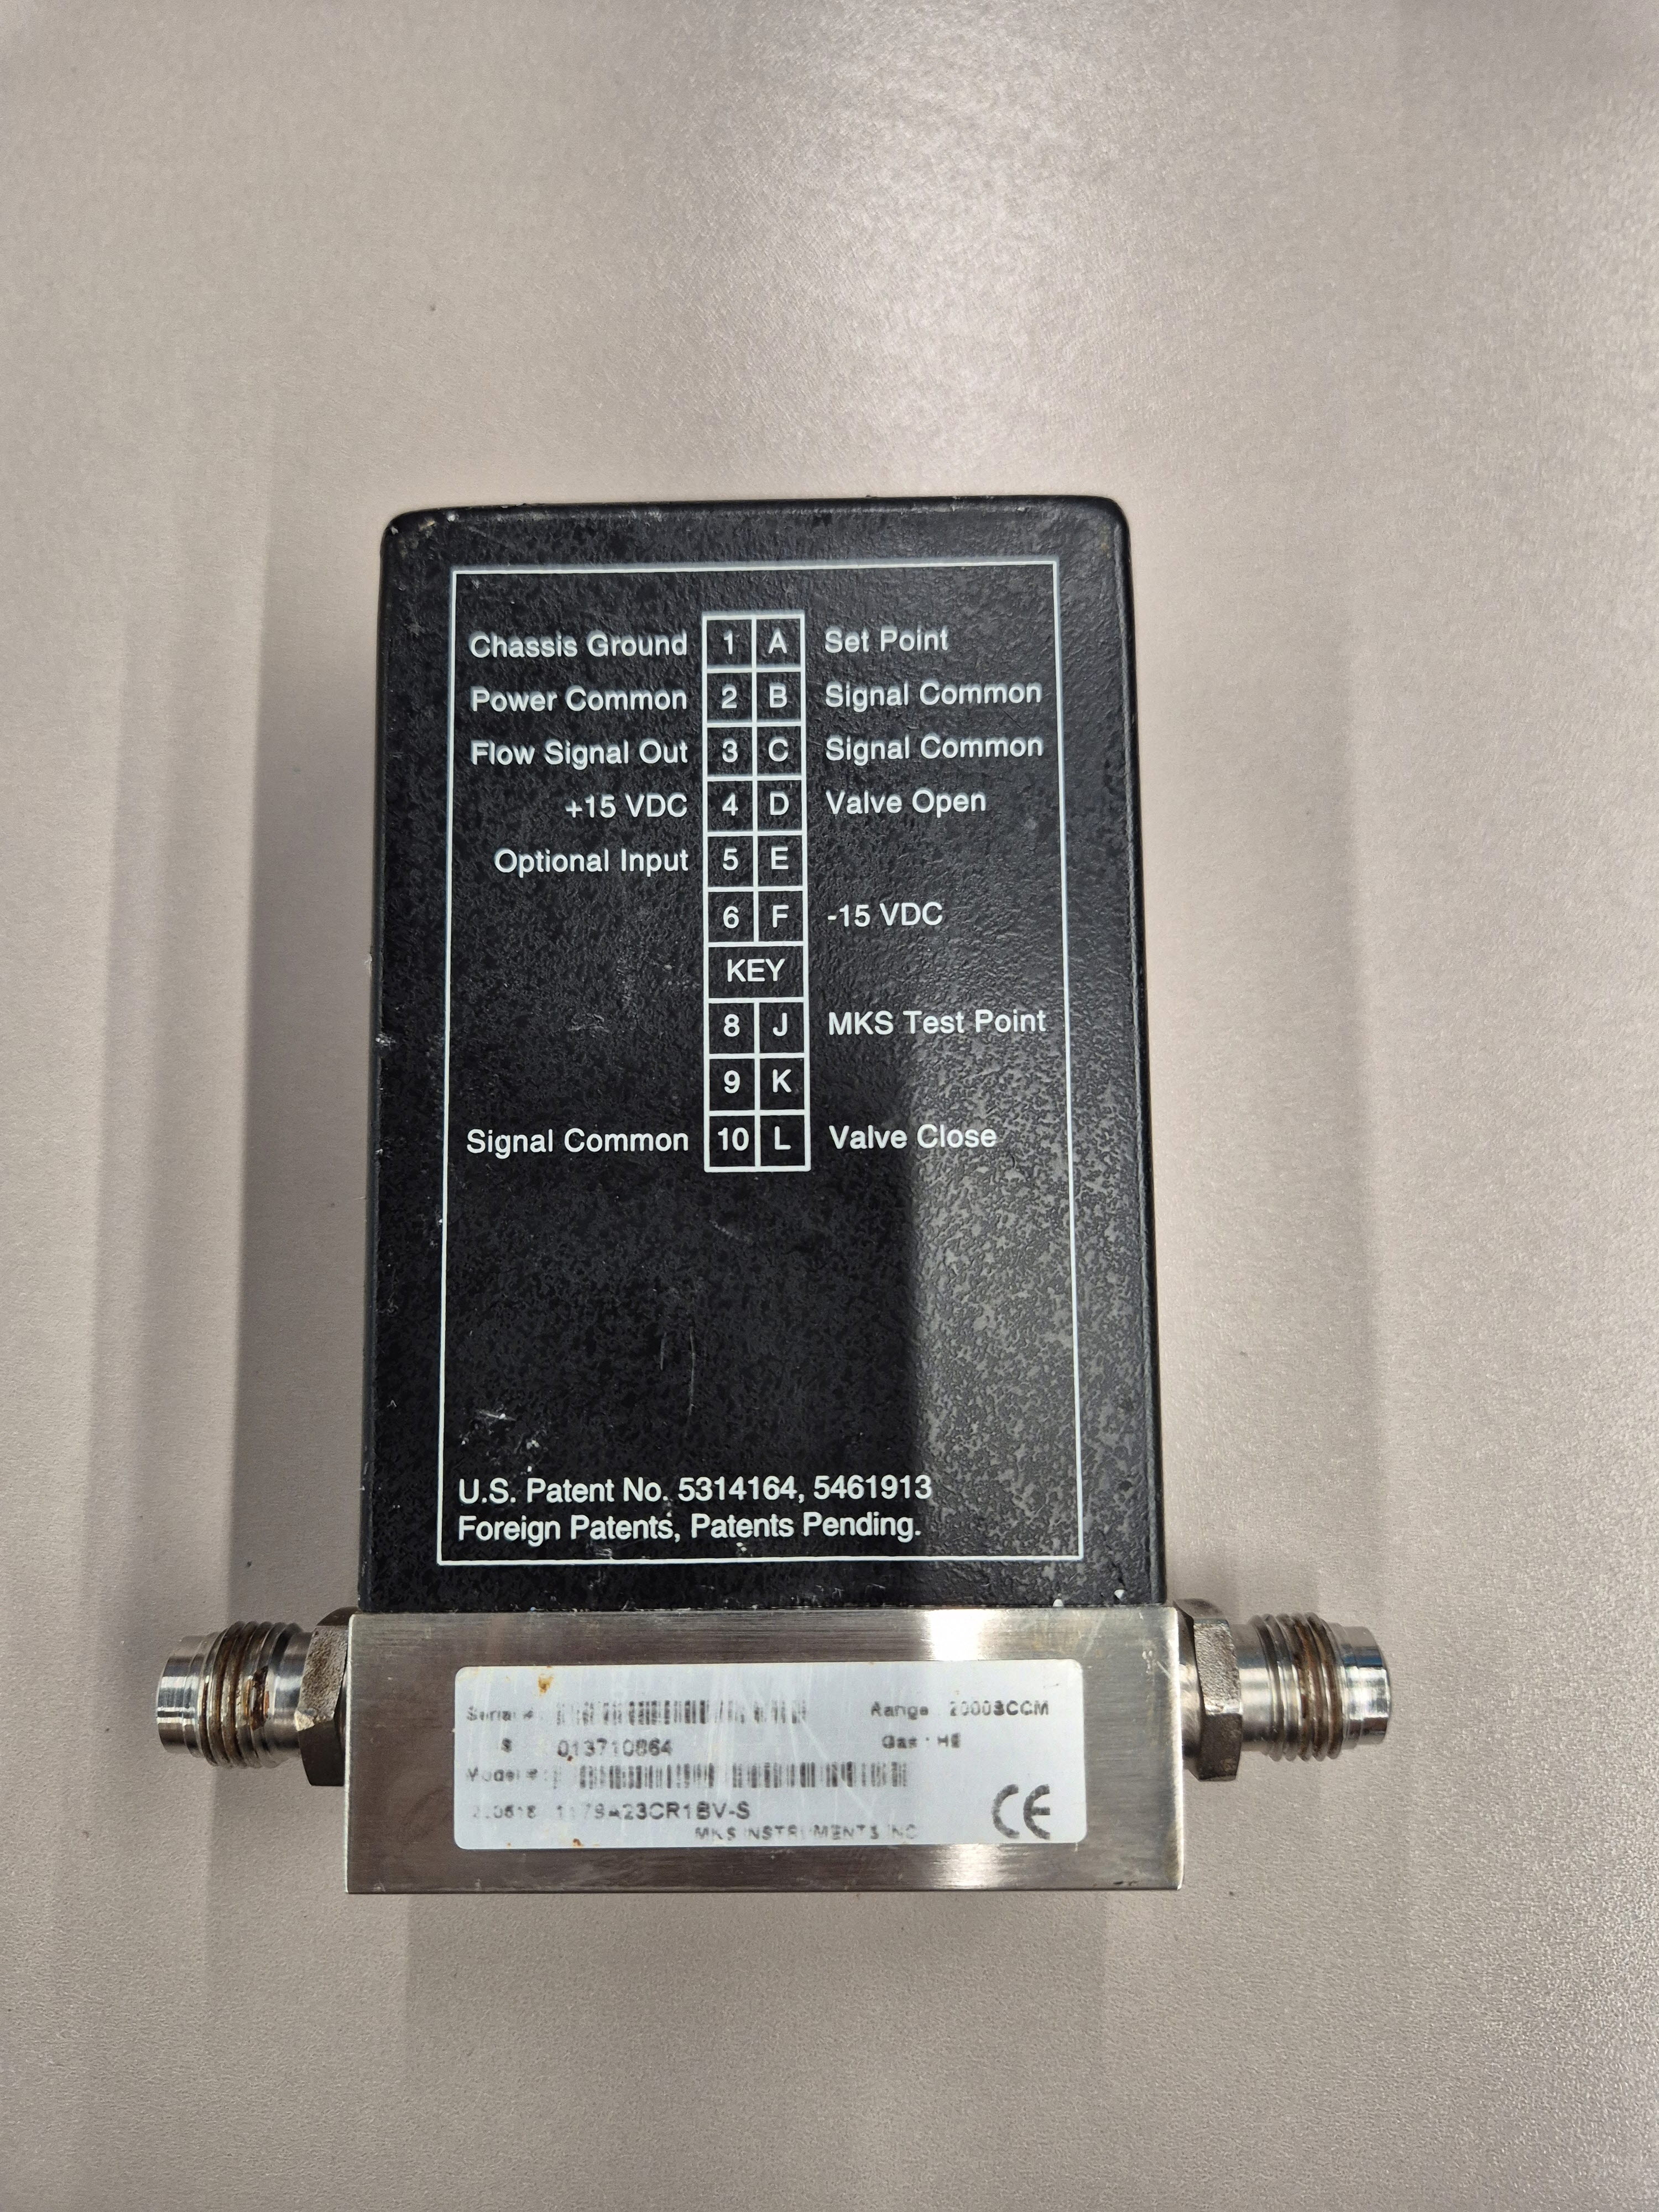 Chassis Ground 1 A Set Point
Power Common 2 B Signal Common
Flow Signal Out 3 C Signal Common
+15 VDC 4 D Valve Open
Optional Input 5 E
6 F -15 VDC
KEY
8 J MKS Test Point
9 K
Signal Common 10 L Valve Close
U.S. Patent No. 5314164, 5461913
Foreign Patents, Patents Pending.
Serial #: Range: 20000SCCM
S 013710864 Gas: HE
Model #:
1179A23CR1BV-S
MKS INSTRUMENTS INC
CE